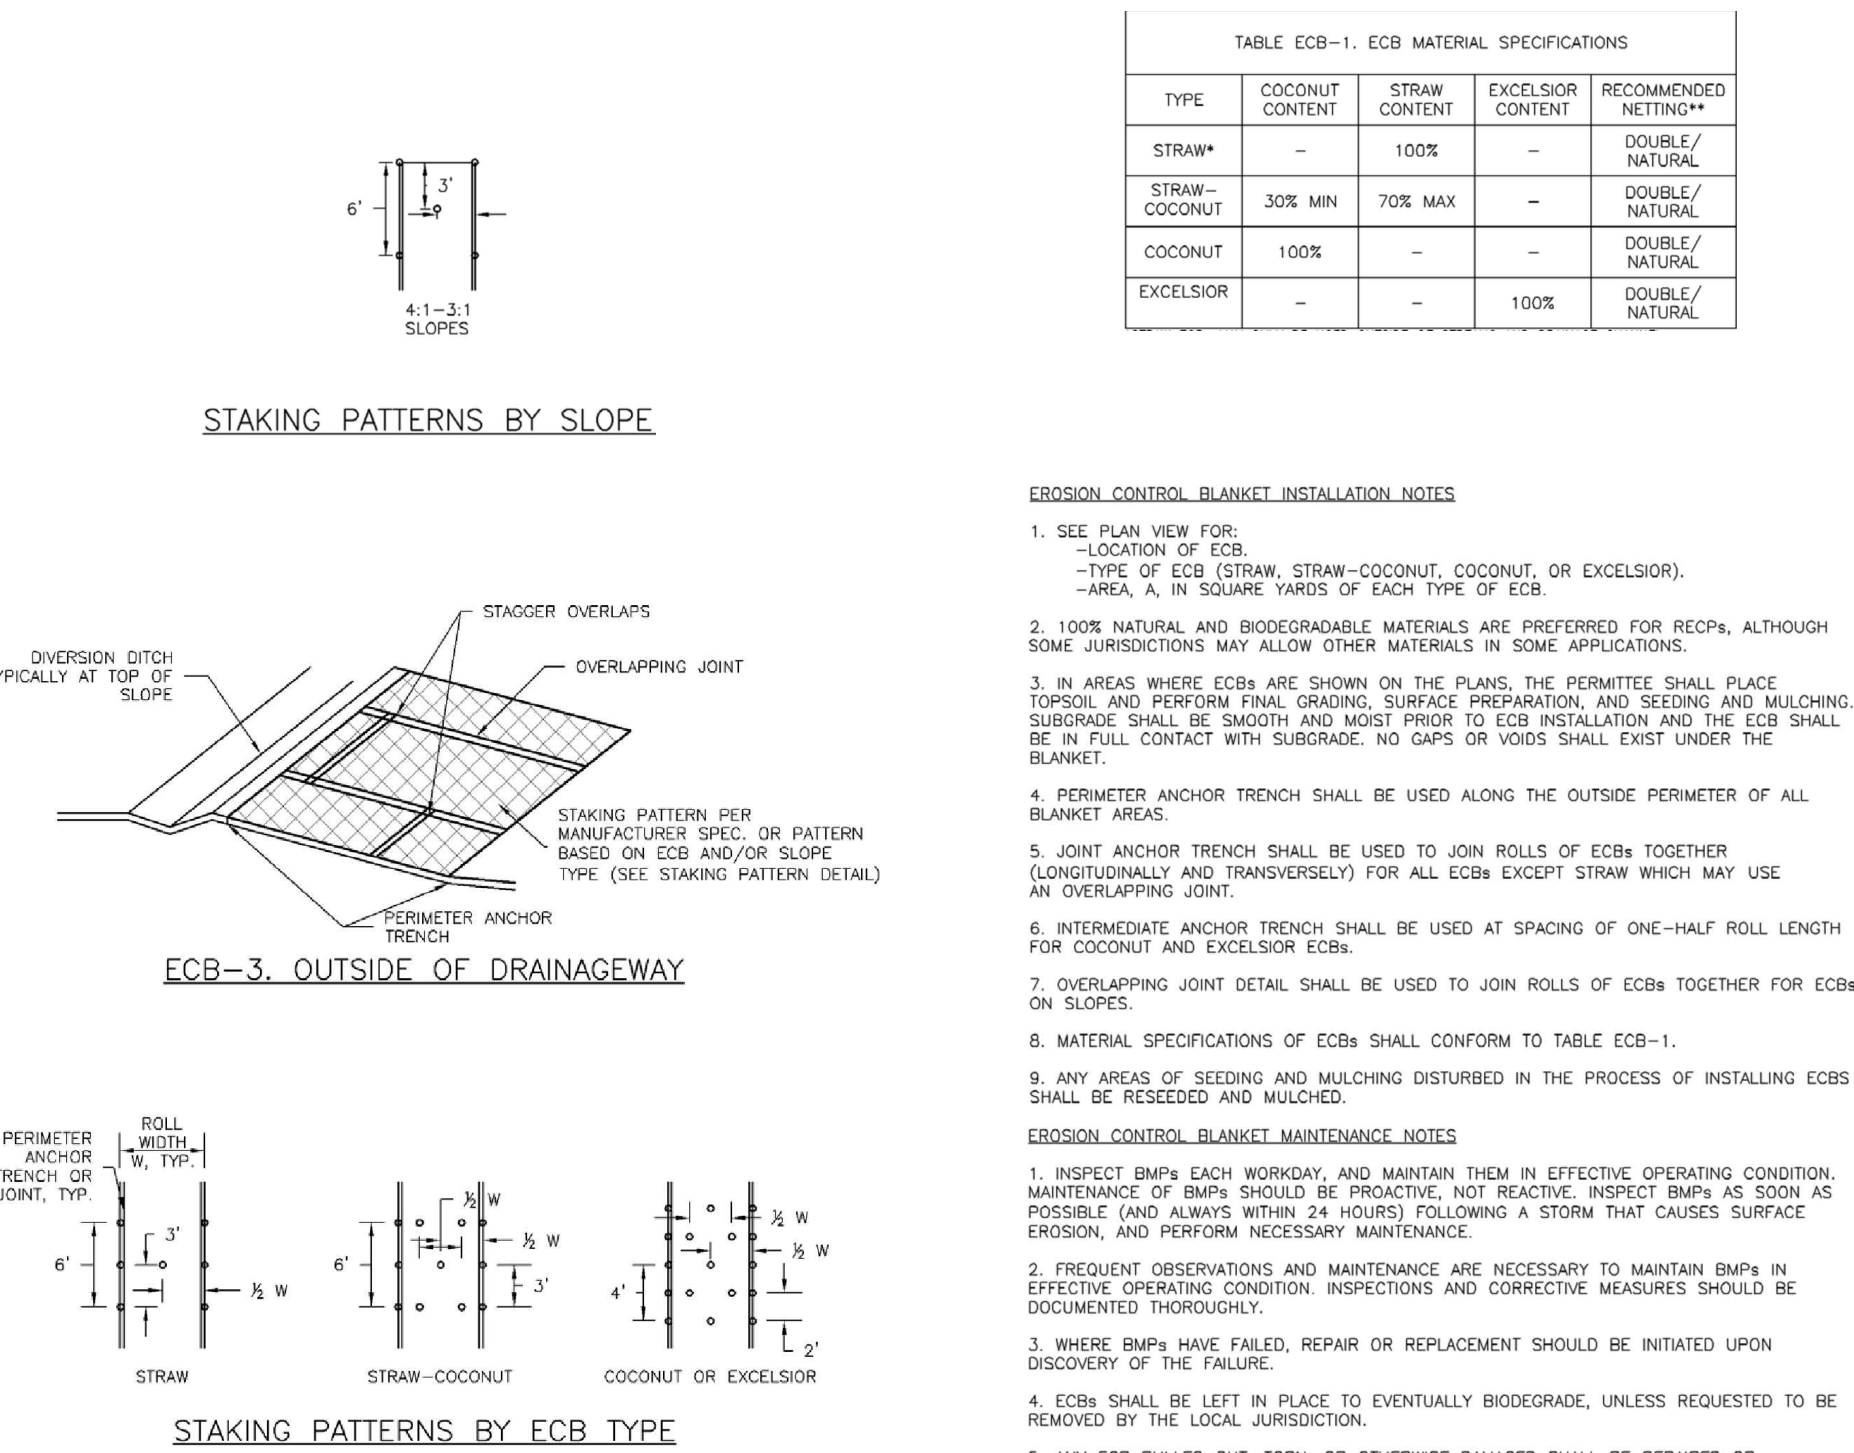 TABLE ECB-1. ECB MATERIAL SPECIFICATIONS
TYPE
COCONUT CONTENT
STRAW CONTENT
EXCELSIOR CONTENT
RECOMMENDED NETTING**
STRAW*
-
100%
-
DOUBLE/ NATURAL
STRAW- COCONUT
30% MIN
70% MAX
-
DOUBLE/ NATURAL
COCONUT
100%
-
-
DOUBLE/ NATURAL
EXCELSIOR
-
-
100%
DOUBLE/ NATURAL
6'
3'
4:1-3:1
SLOPES
STAKING PATTERNS BY SLOPE
STAGGER OVERLAPS
OVERLAPPING JOINT
DIVERSION DITCH
YPICALLY AT TOP OF
SLOPE
STAKING PATTERN PER
MANUFACTURER SPEC. OR PATTERN
BASED ON ECB AND/OR SLOPE
TYPE (SEE STAKING PATTERN DETAIL)
PERIMETER ANCHOR
TRENCH
ECB-3. OUTSIDE OF DRAINAGEWAY
PERIMETER
ANCHOR
TRENCH OR
JOINT, TYP.
ROLL
WIDTH
W, TYP.
6'
3'
½ W
STRAW
½ W
½ W
6'
3'
STRAW-COCONUT
½ W
½ W
4'
2'
COCONUT OR EXCELSIOR
STAKING PATTERNS BY ECB TYPE
EROSION CONTROL BLANKET INSTALLATION NOTES
1. SEE PLAN VIEW FOR:
-LOCATION OF ECB.
-TYPE OF ECB (STRAW, STRAW-COCONUT, COCONUT, OR EXCELSIOR).
-AREA, A, IN SQUARE YARDS OF EACH TYPE OF ECB.
2. 100% NATURAL AND BIODEGRADABLE MATERIALS ARE PREFERRED FOR RECPs, ALTHOUGH
SOME JURISDICTIONS MAY ALLOW OTHER MATERIALS IN SOME APPLICATIONS.
3. IN AREAS WHERE ECBs ARE SHOWN ON THE PLANS, THE PERMITTEE SHALL PLACE
TOPSOIL AND PERFORM FINAL GRADING, SURFACE PREPARATION, AND SEEDING AND MULCHING.
SUBGRADE SHALL BE SMOOTH AND MOIST PRIOR TO ECB INSTALLATION AND THE ECB SHALL
BE IN FULL CONTACT WITH SUBGRADE. NO GAPS OR VOIDS SHALL EXIST UNDER THE
BLANKET.
4. PERIMETER ANCHOR TRENCH SHALL BE USED ALONG THE OUTSIDE PERIMETER OF ALL
BLANKET AREAS.
5. JOINT ANCHOR TRENCH SHALL BE USED TO JOIN ROLLS OF ECBs TOGETHER
(LONGITUDINALLY AND TRANSVERSELY) FOR ALL ECBs EXCEPT STRAW WHICH MAY USE
AN OVERLAPPING JOINT.
6. INTERMEDIATE ANCHOR TRENCH SHALL BE USED AT SPACING OF ONE-HALF ROLL LENGTH
FOR COCONUT AND EXCELSIOR ECBs.
7. OVERLAPPING JOINT DETAIL SHALL BE USED TO JOIN ROLLS OF ECBs TOGETHER FOR ECBs
ON SLOPES.
8. MATERIAL SPECIFICATIONS OF ECBs SHALL CONFORM TO TABLE ECB-1.
9. ANY AREAS OF SEEDING AND MULCHING DISTURBED IN THE PROCESS OF INSTALLING ECBS
SHALL BE RESEEDED AND MULCHED.
EROSION CONTROL BLANKET MAINTENANCE NOTES
1. INSPECT BMPs EACH WORKDAY, AND MAINTAIN THEM IN EFFECTIVE OPERATING CONDITION.
MAINTENANCE OF BMPs SHOULD BE PROACTIVE, NOT REACTIVE. INSPECT BMPs AS SOON AS
POSSIBLE (AND ALWAYS WITHIN 24 HOURS) FOLLOWING A STORM THAT CAUSES SURFACE
EROSION, AND PERFORM NECESSARY MAINTENANCE.
2. FREQUENT OBSERVATIONS AND MAINTENANCE ARE NECESSARY TO MAINTAIN BMPs IN
EFFECTIVE OPERATING CONDITION. INSPECTIONS AND CORRECTIVE MEASURES SHOULD BE
DOCUMENTED THOROUGHLY.
3. WHERE BMPs HAVE FAILED, REPAIR OR REPLACEMENT SHOULD BE INITIATED UPON
DISCOVERY OF THE FAILURE.
4. ECBs SHALL BE LEFT IN PLACE TO EVENTUALLY BIODEGRADE, UNLESS REQUESTED TO BE
REMOVED BY THE LOCAL JURISDICTION.